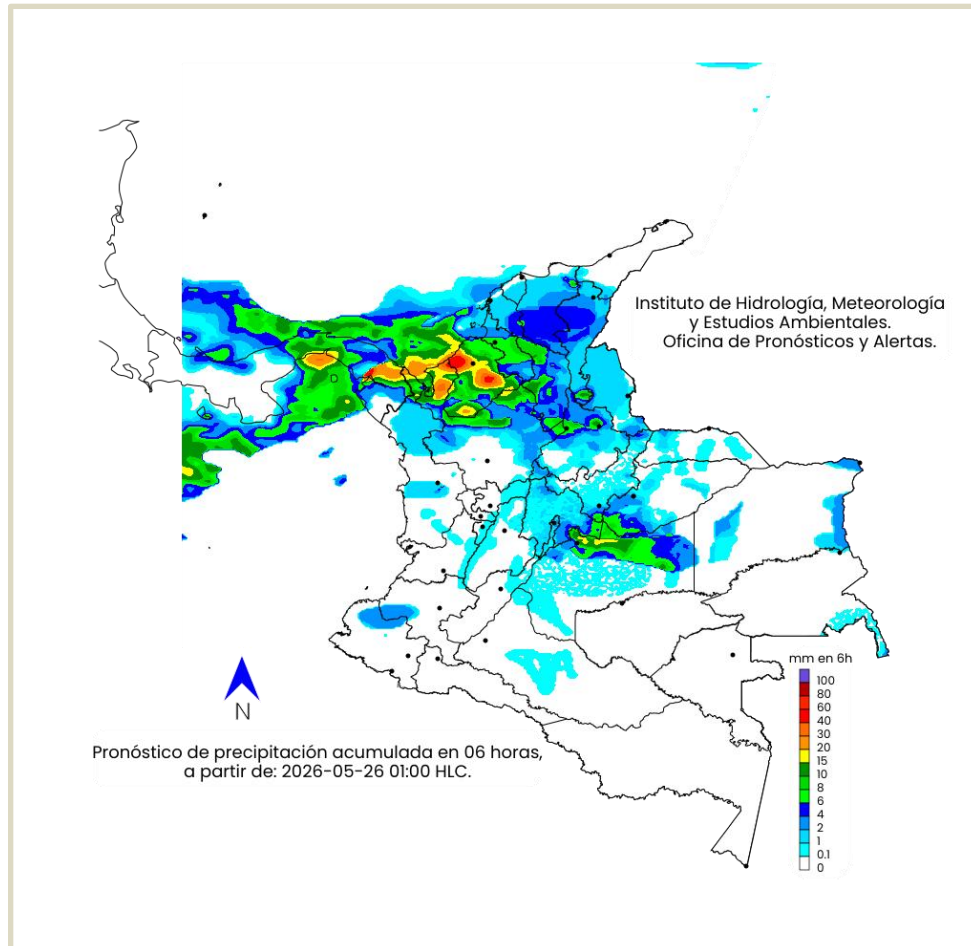 Instituto de Hidrología, Meteorología
y Estudios Ambientales.
Oficina de Pronósticos y Alertas.
N
Pronóstico de precipitación acumulada en 06 horas,
a partir de: 2026-05-26 01:00 HLC.
mm en 6h
100
80
60
40
30
20
15
10
8
6
4
2
1
0.1
0